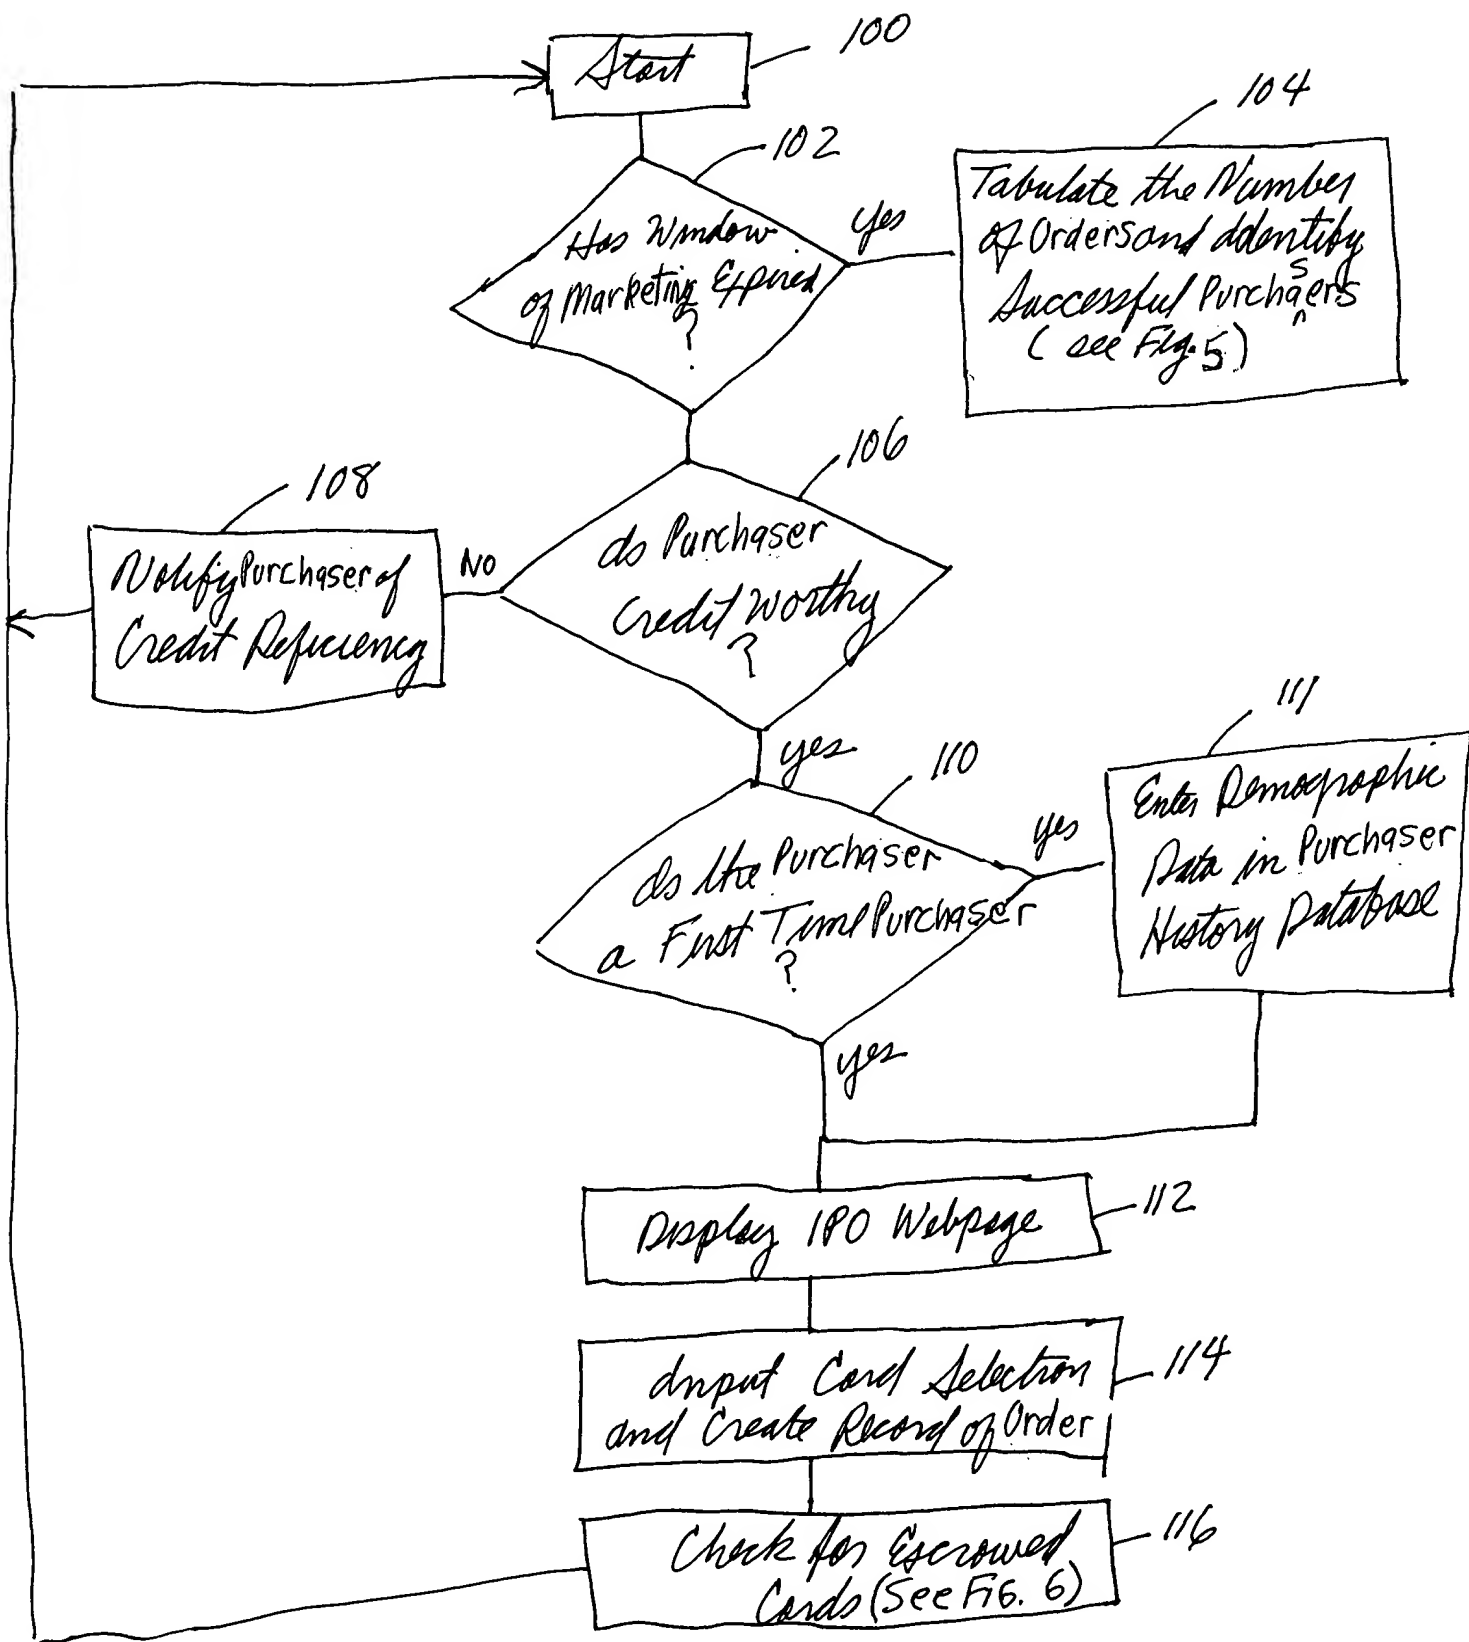 Start
100
102
Has Window
of Marketing Expired
?
yes
104
Tabulate the Number
of Orders and Identify
Successful Purchasers
(see Fig. 5)
106
Is Purchaser
Credit Worthy
?
No
108
Notify Purchaser of
Credit Deficiency
yes
110
Is the Purchaser
a First Time Purchaser
?
yes
111
Enter Demographic
Data in Purchaser
History Database
yes
Display IPO Webpage
112
Input Card Selection
and Create Record of Order
114
Check for Escrowed
Cards (See FiG. 6)
116